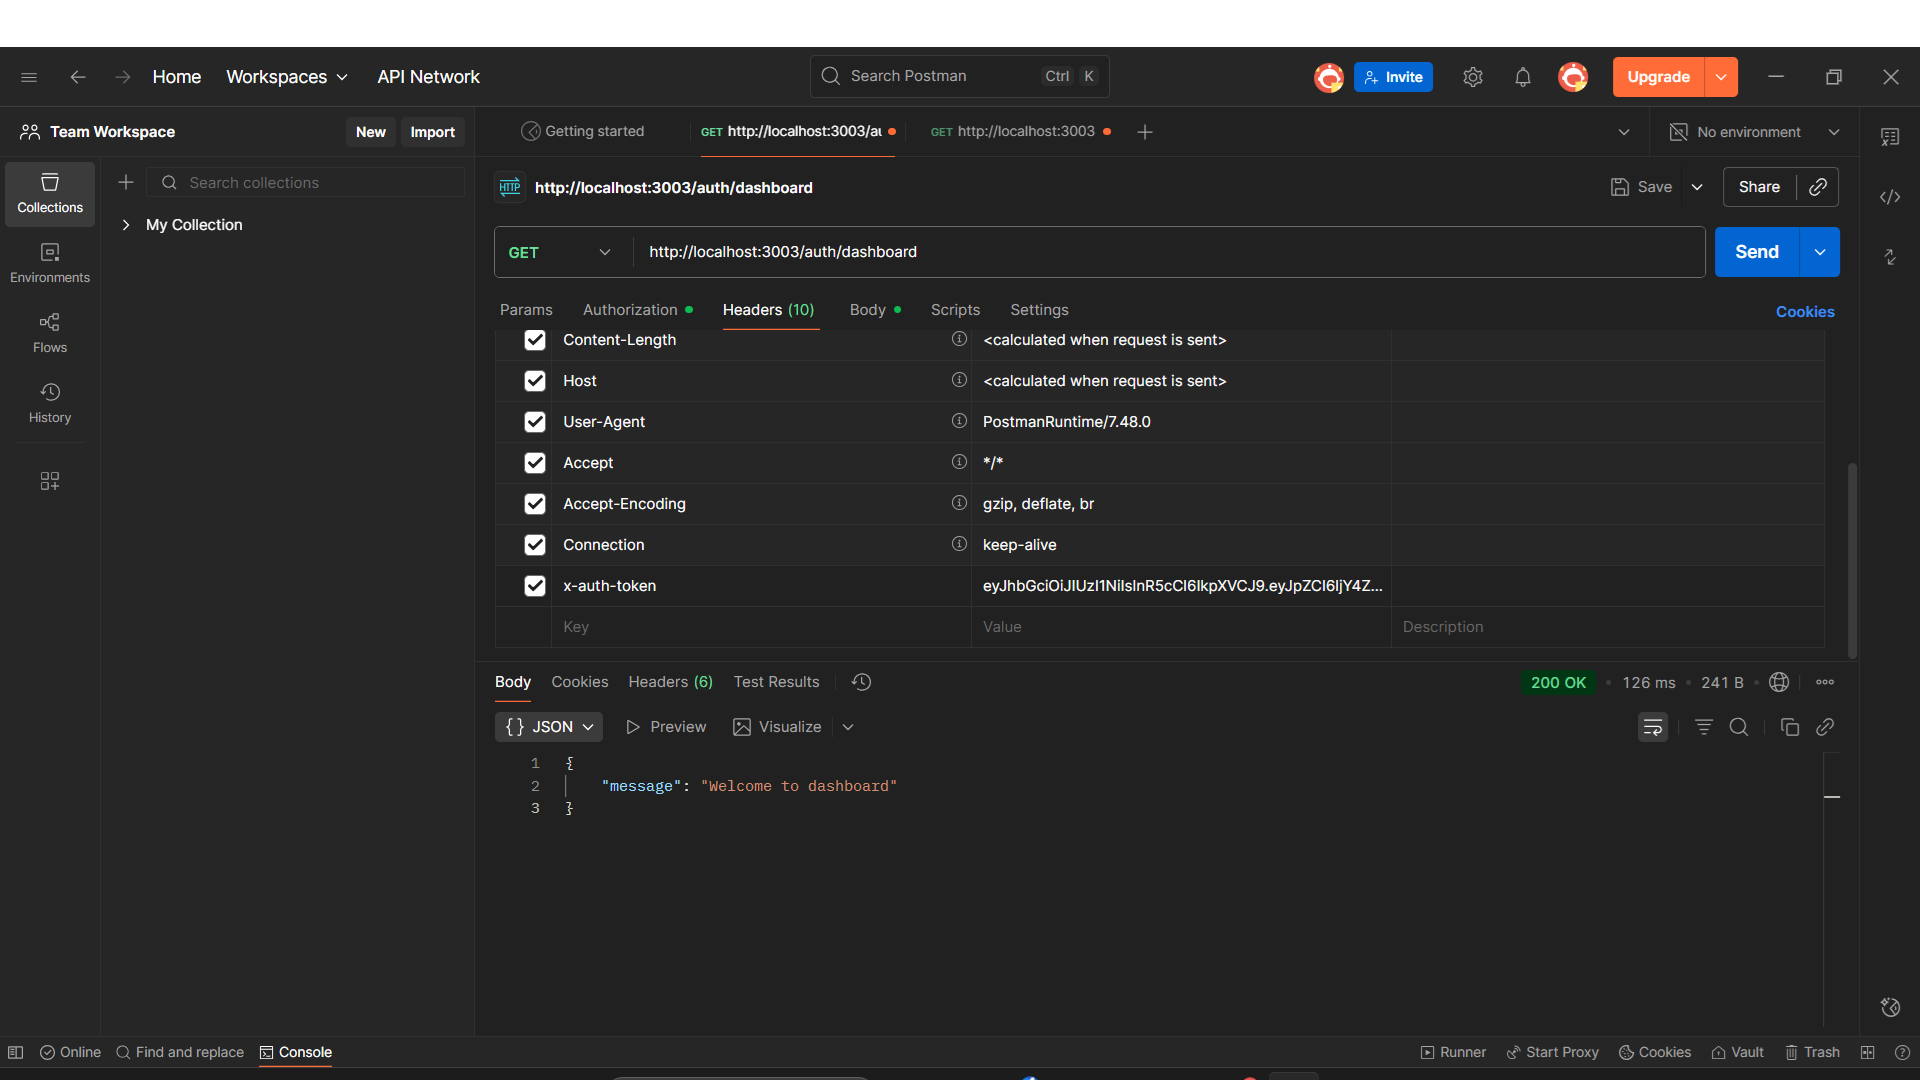 Home Workspaces API Network
Search Postman Ctrl K
Invite
Upgrade
Team Workspace
New Import
Getting started
GET http://localhost:3003/au
GET http://localhost:3003
No environment
Collections
Environments
Flows
History
Search collections
My Collection
HTTP http://localhost:3003/auth/dashboard
Save Share
GET http://localhost:3003/auth/dashboard
Send
Params Authorization Headers (10) Body Scripts Settings Cookies
Content-Length <calculated when request is sent>
Host <calculated when request is sent>
User-Agent PostmanRuntime/7.48.0
Accept */*
Accept-Encoding gzip, deflate, br
Connection keep-alive
x-auth-token eyJhbGciOiJIUzI1NiIsInR5cCI6IkpXVCJ9.eyJpZCI6IjY4Z...
Key Value Description
Body Cookies Headers (6) Test Results
200 OK • 126 ms • 241 B
{} JSON Preview Visualize
1 {
2 "message": "Welcome to dashboard"
3 }
Online Find and replace Console
Runner Start Proxy Cookies Vault Trash